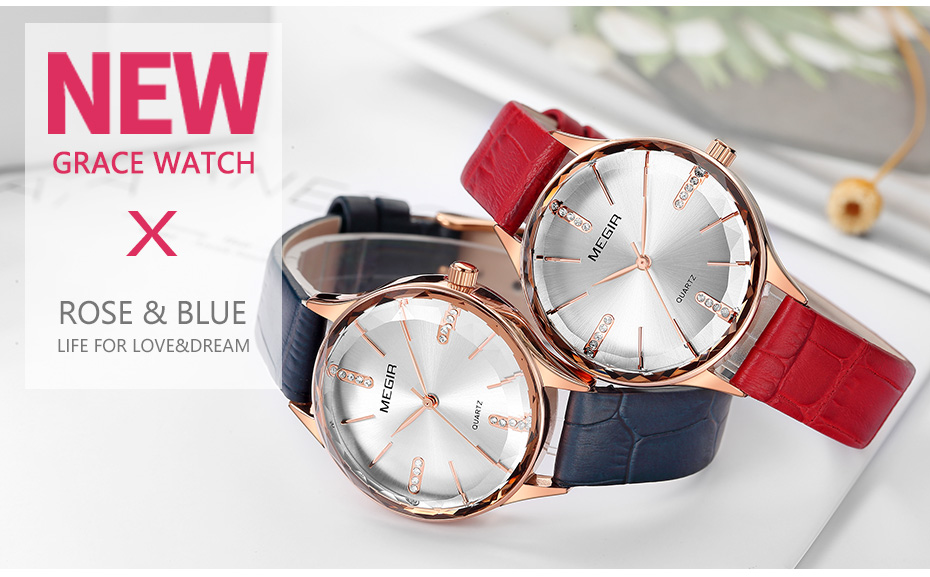 NEW
GRACE WATCH
X
ROSE & BLUE
LIFE FOR LOVE&DREAM
MEGIR
QUARTZ
MEGIR
QUARTZ